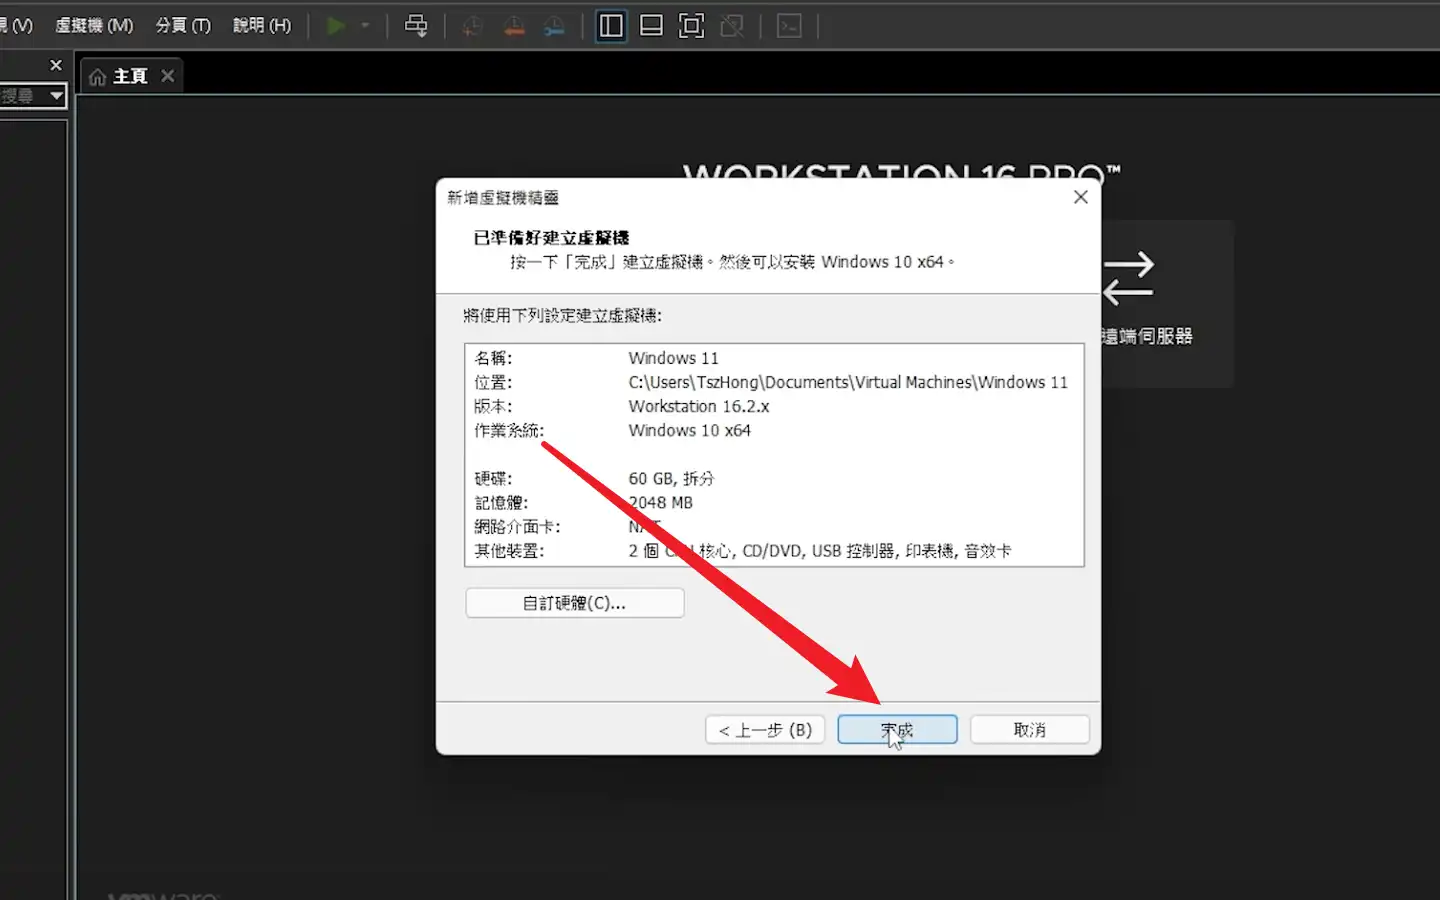 (V) 虛擬機 (M) 分頁 (T) 說明 (H)
主頁
搜尋
WORKSTATION 16 PRO™
新增虛擬機精靈
已準備好建立虛擬機
按一下「完成」建立虛擬機。然後可以安裝 Windows 10 x64。
遠端伺服器
將使用下列設定建立虛擬機:
名稱: Windows 11
位置: C:\Users\TszHong\Documents\Virtual Machines\Windows 11
版本: Workstation 16.2.x
作業系統: Windows 10 x64
硬碟: 60 GB, 拆分
記憶體: 2048 MB
網路介面卡: NAT
其他裝置: 2 個 CPU 核心, CD/DVD, USB 控制器, 印表機, 音效卡
自訂硬體(C)...
< 上一步 (B) 完成 取消
vmware